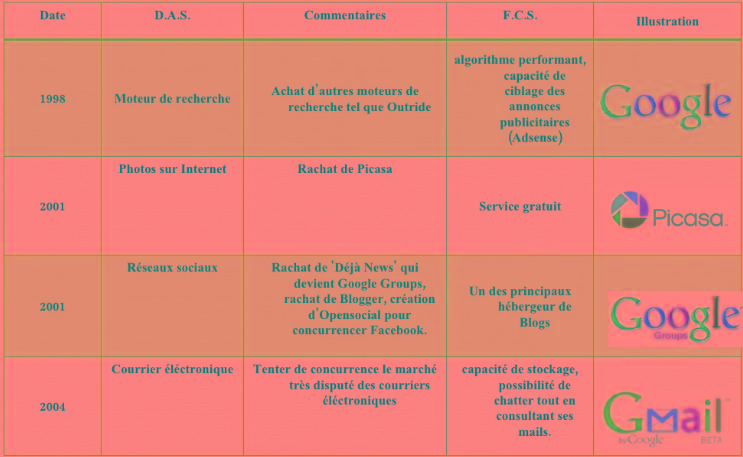 Date
D.A.S.
Commentaires
F.C.S.
Illustration
1998
Moteur de recherche
Achat d'autres moteurs de
recherche tel que Outride
algorithme performant,
capacité de
ciblage des
annonces
publicitaires
(Adsense)
Google
2001
Photos sur Internet
Rachat de Picasa
Service gratuit
Picasa
2001
Réseaux sociaux
Rachat de 'Déjà News' qui
devient Google Groups,
rachat de Blogger, création
d'Opensocial pour
concurrencer Facebook.
Un des principaux
hébergeur de
Blogs
Google
Groups
2004
Courrier éléctronique
Tenter de concurrence le marché
très disputé des courriers
éléctroniques
capacité de stockage,
possibilité de
chatter tout en
consultant ses
mails.
Gmail™
by Google BETA